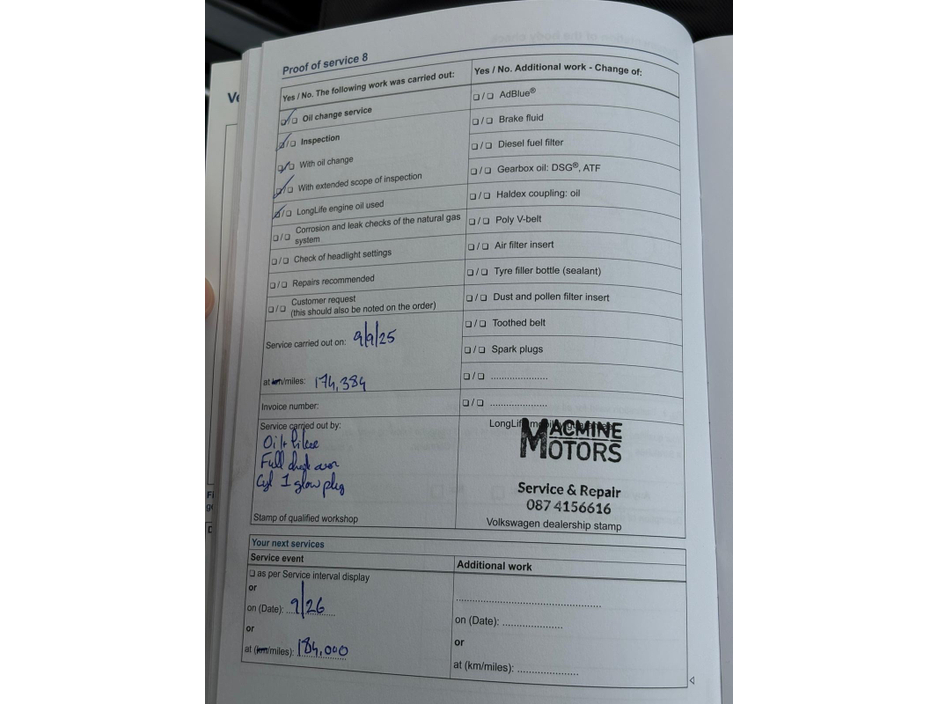 Proof of service 8
Yes / No. The following work was carried out:
❏ / ❏ Oil change service
❏ / ❏ Inspection
❏ / ❏ With oil change
❏ / ❏ With extended scope of inspection
❏ / ❏ LongLife engine oil used
❏ / ❏ Corrosion and leak checks of the natural gas
system
❏ / ❏ Check of headlight settings
❏ / ❏ Repairs recommended
❏ / ❏ Customer request
(this should also be noted on the order)
Service carried out on: 9/9/25
at km/miles: 174,384
Invoice number:
Service carried out by:
Oil + Filter
Full check over
Cyl 1 glow plug
Stamp of qualified workshop
Yes / No. Additional work - Change of:
❏ / ❏ AdBlue®
❏ / ❏ Brake fluid
❏ / ❏ Diesel fuel filter
❏ / ❏ Gearbox oil: DSG®, ATF
❏ / ❏ Haldex coupling: oil
❏ / ❏ Poly V-belt
❏ / ❏ Air filter insert
❏ / ❏ Tyre filler bottle (sealant)
❏ / ❏ Dust and pollen filter insert
❏ / ❏ Toothed belt
❏ / ❏ Spark plugs
❏ / ❏ ......................
❏ / ❏ ......................
LongLife
MACMINE
MOTORS
Service & Repair
087 4156616
Volkswagen dealership stamp
Your next services
Service event
❏ as per Service interval display
or
on (Date): 9/26
or
at (km/miles): 184,000
Additional work
......................................................
on (Date): ......................
or
at (km/miles): ......................